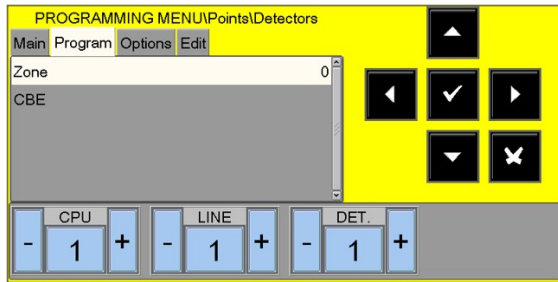 PROGRAMMING MENU\Points\Detectors
Main Program Options Edit
Zone 0
CBE
CPU LINE DET.
- 1 + - 1 + - 1 +